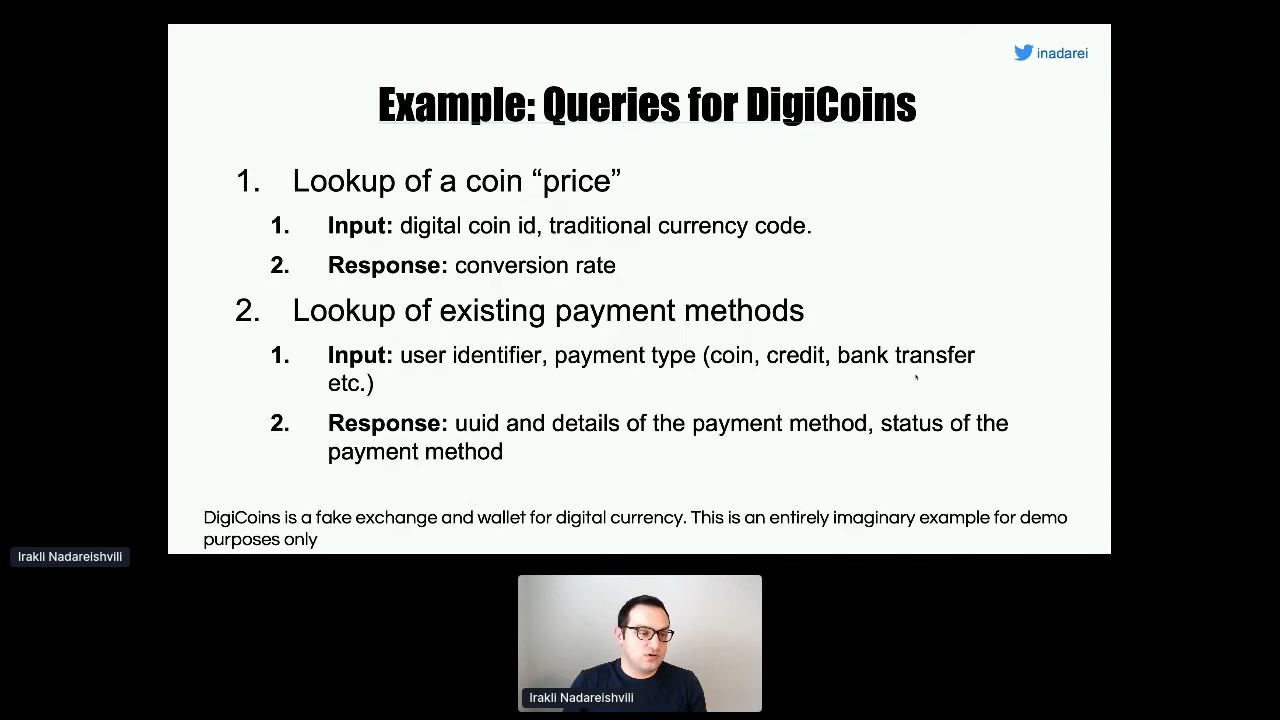 inadarei
Example: Queries for DigiCoins
1. Lookup of a coin “price”
1. Input: digital coin id, traditional currency code.
2. Response: conversion rate
2. Lookup of existing payment methods
1. Input: user identifier, payment type (coin, credit, bank transfer
etc.)
2. Response: uuid and details of the payment method, status of the
payment method
DigiCoins is a fake exchange and wallet for digital currency. This is an entirely imaginary example for demo
purposes only
Irakli Nadareishvili
Irakli Nadareishvili